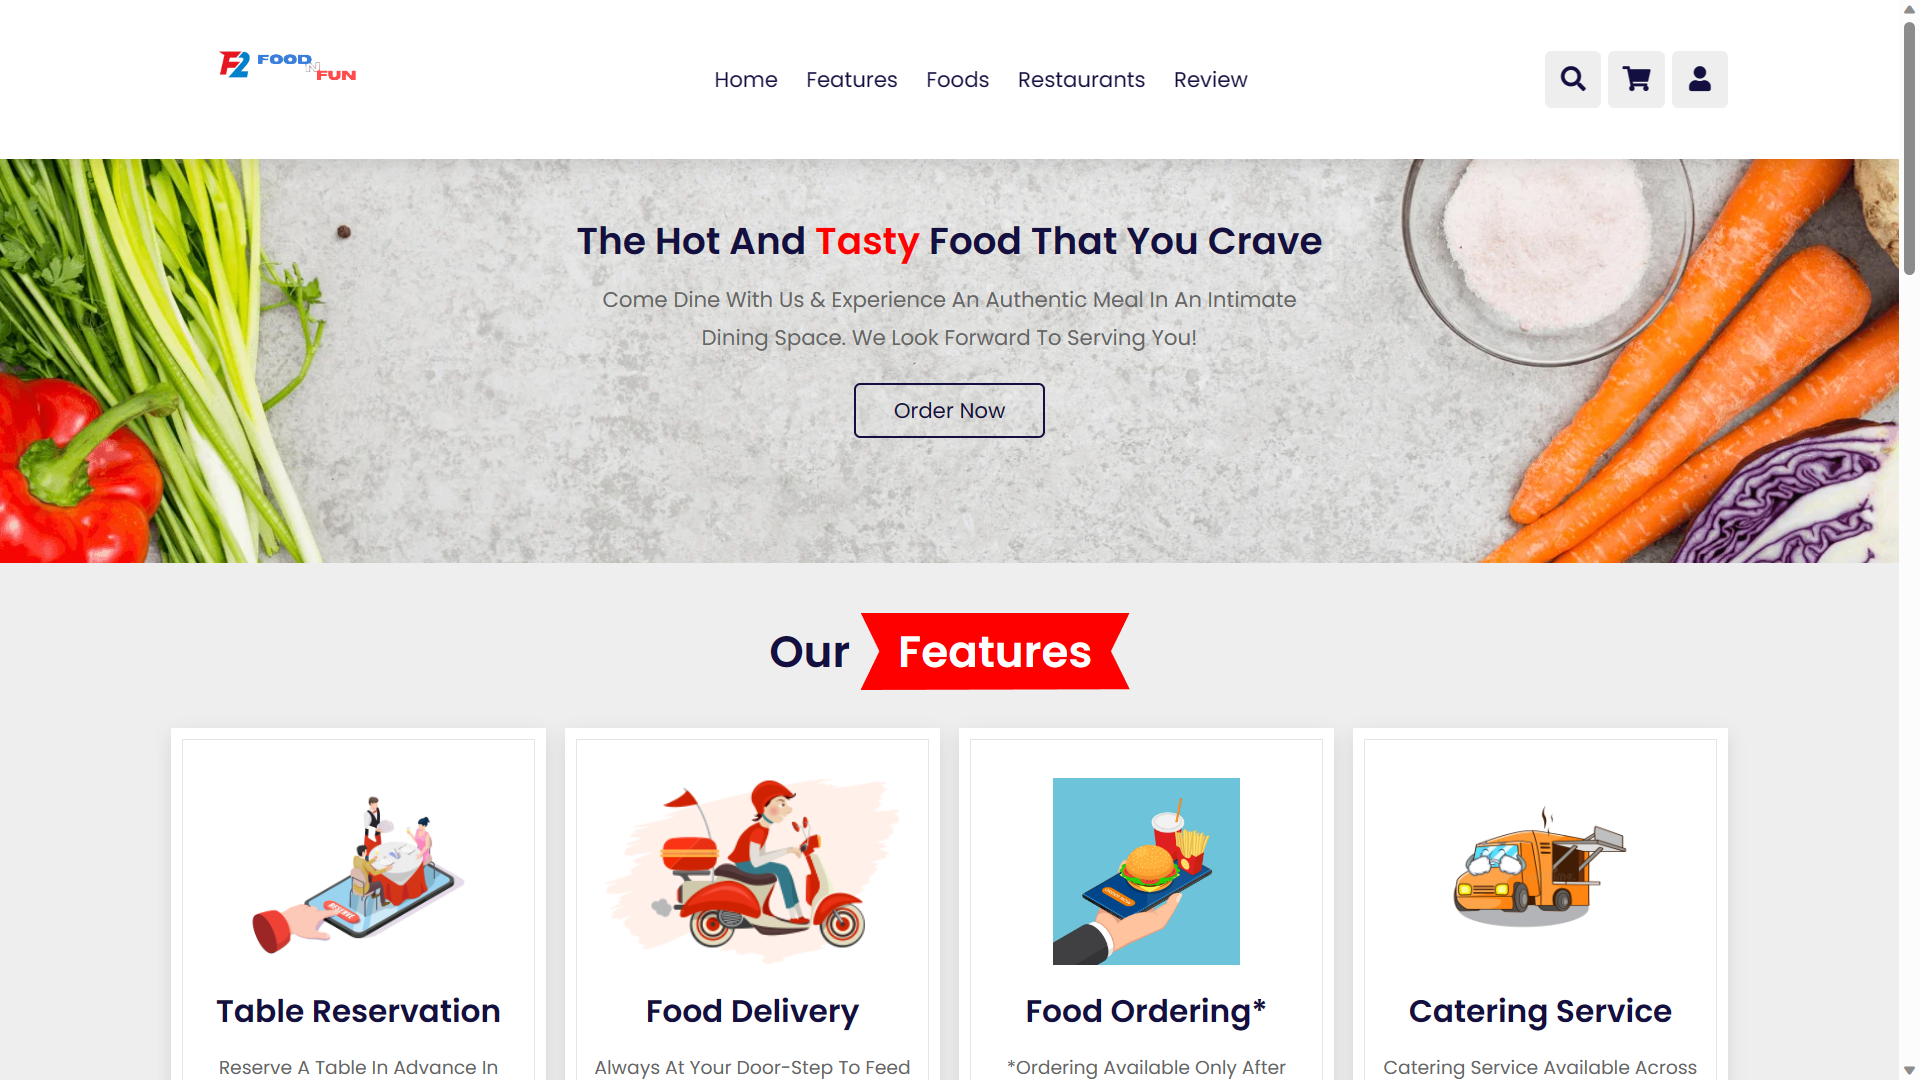 F2 FOOD N FUN
Home Features Foods Restaurants Review
The Hot And Tasty Food That You Crave
Come Dine With Us & Experience An Authentic Meal In An Intimate
Dining Space. We Look Forward To Serving You!
Order Now
Our Features
RESERVE
Table Reservation
Food Delivery
Food Ordering*
Catering Service
Reserve A Table In Advance In
Always At Your Door-Step To Feed
*Ordering Available Only After
Catering Service Available Across